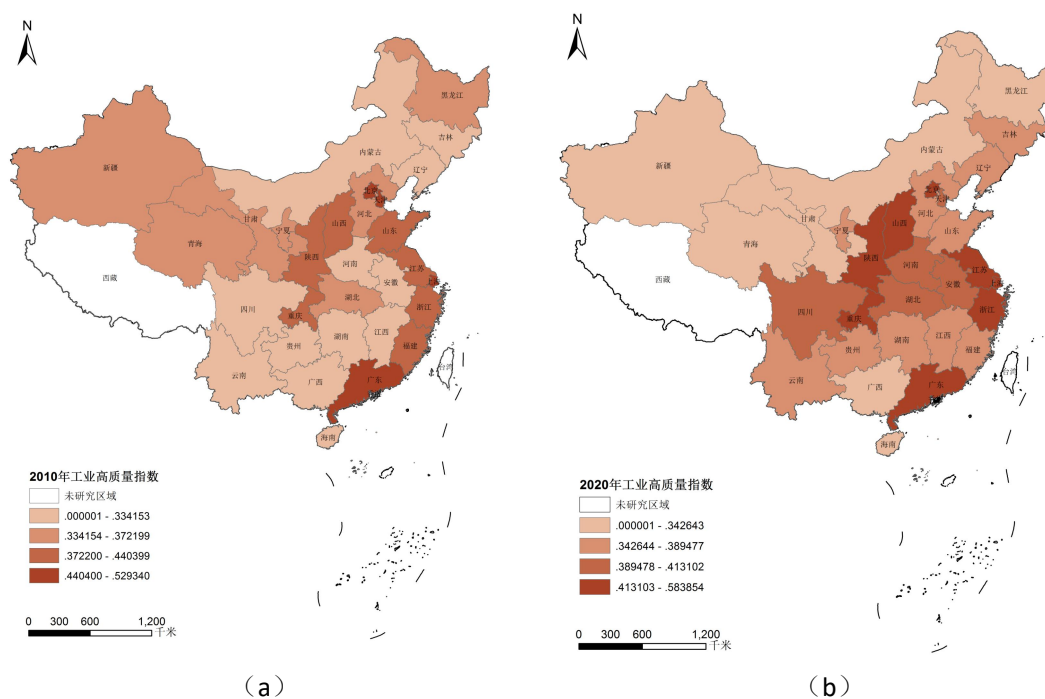 N
黑龙江
吉林
辽宁
内蒙古
新疆
甘肃
北京
天津
河北
宁夏
山西
山东
青海
陕西
河南
江苏
西藏
安徽
上海
四川
湖北
重庆
浙江
湖南
江西
贵州
福建
云南
广西
广东
台湾
海南
2010年工业高质量指数
未研究区域
.000001 - .334153
.334154 - .372199
.372200 - .440399
.440400 - .529340
0 300 600 1,200
千米
（a）
N
黑龙江
吉林
辽宁
内蒙古
新疆
甘肃
北京
天津
河北
宁夏
山西
山东
青海
陕西
河南
江苏
西藏
安徽
上海
四川
湖北
重庆
浙江
湖南
江西
贵州
福建
云南
广西
广东
台湾
海南
2020年工业高质量指数
未研究区域
.000001 - .342643
.342644 - .389477
.389478 - .413102
.413103 - .583854
0 300 600 1,200
千米
（b）